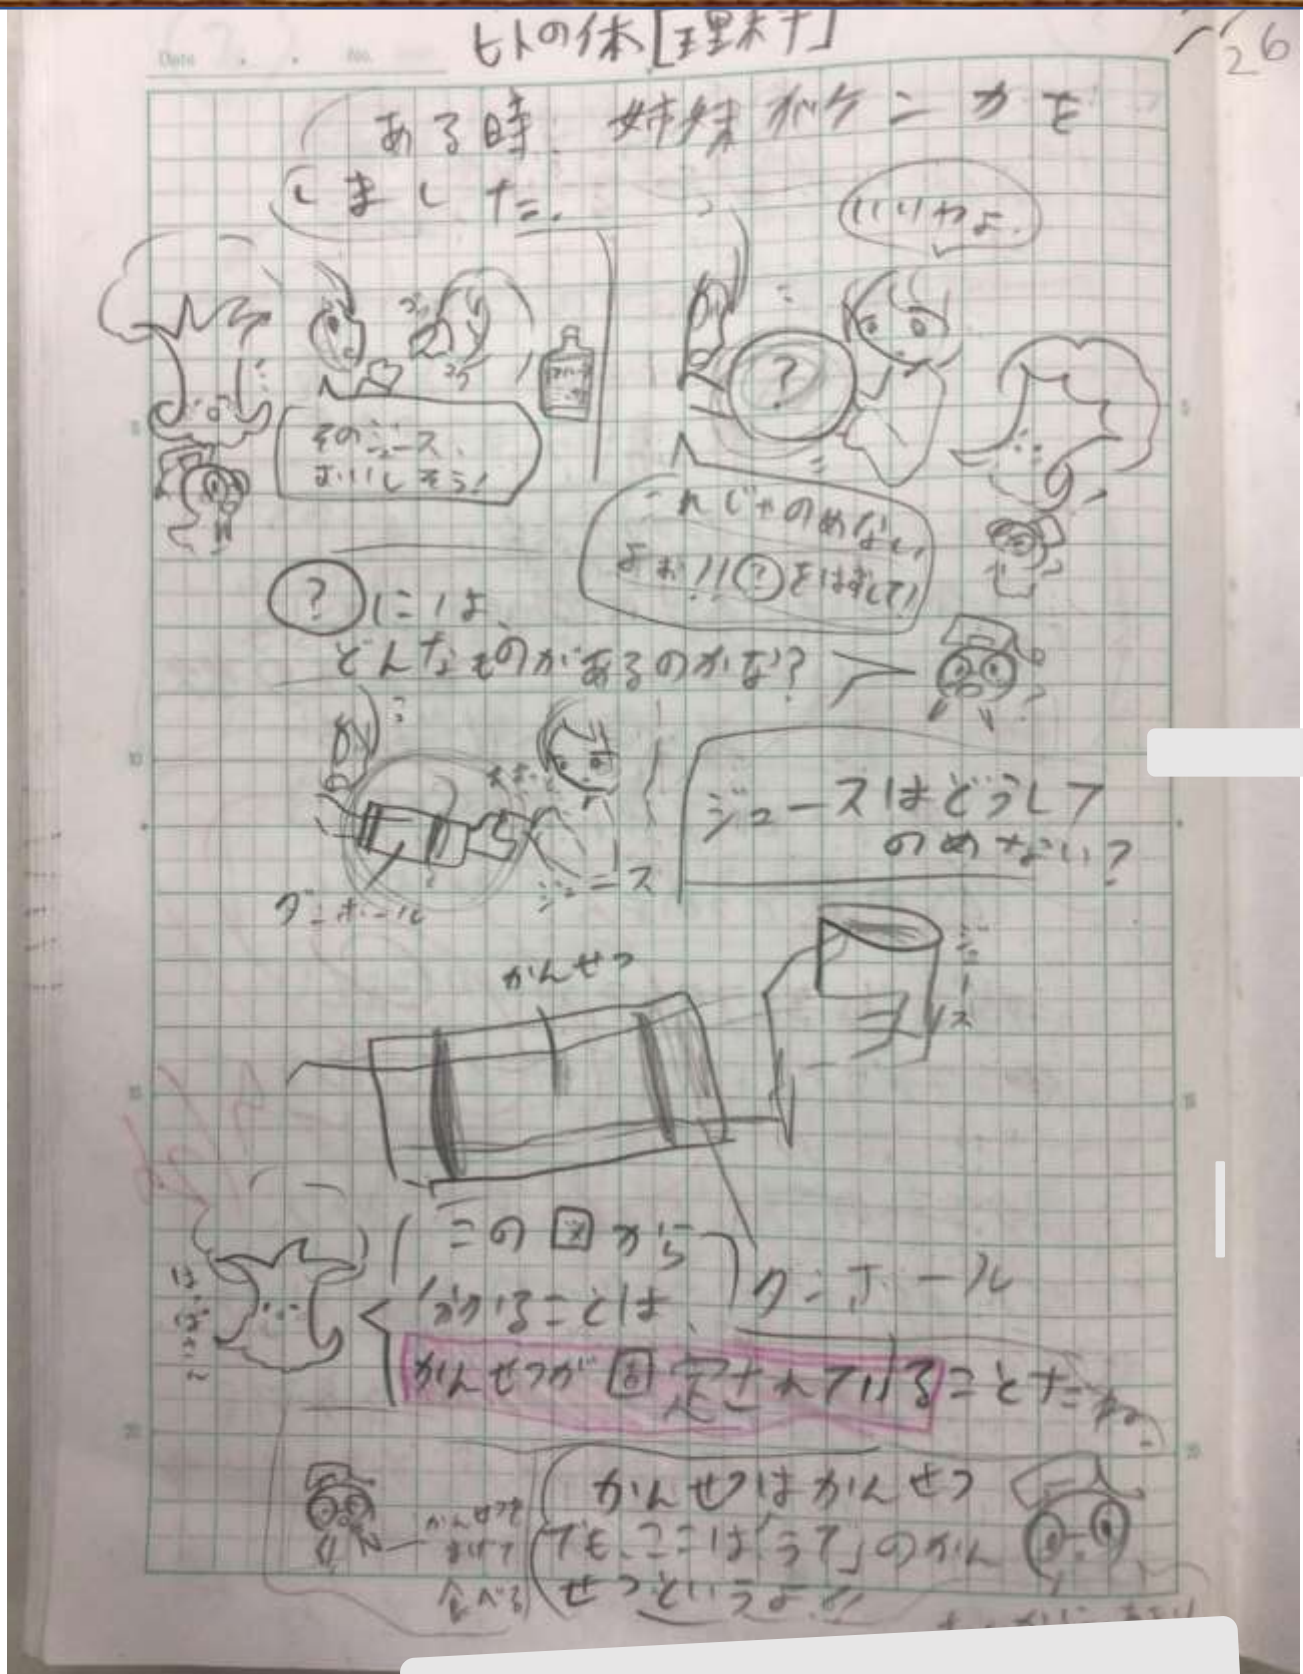 ヒトの体[理科]
26
ある時、姉妹がケンカを
しました。
いいわよ。
そのジュース、
おいしそう!
これじゃのめない
よぉ!!?をはずして!
?には、
どんなものがあるのかな?
ジュースはどうして
のめない?
ダンボール
ジュース
かんせつ
ジュース
この図から
分かることは、
ダンボール
かんせつが固定されていることだね。
かんせつはかんせつ
でも、ここは「うで」のかん
せつというよ!!
かんせつを
まげて
食べる